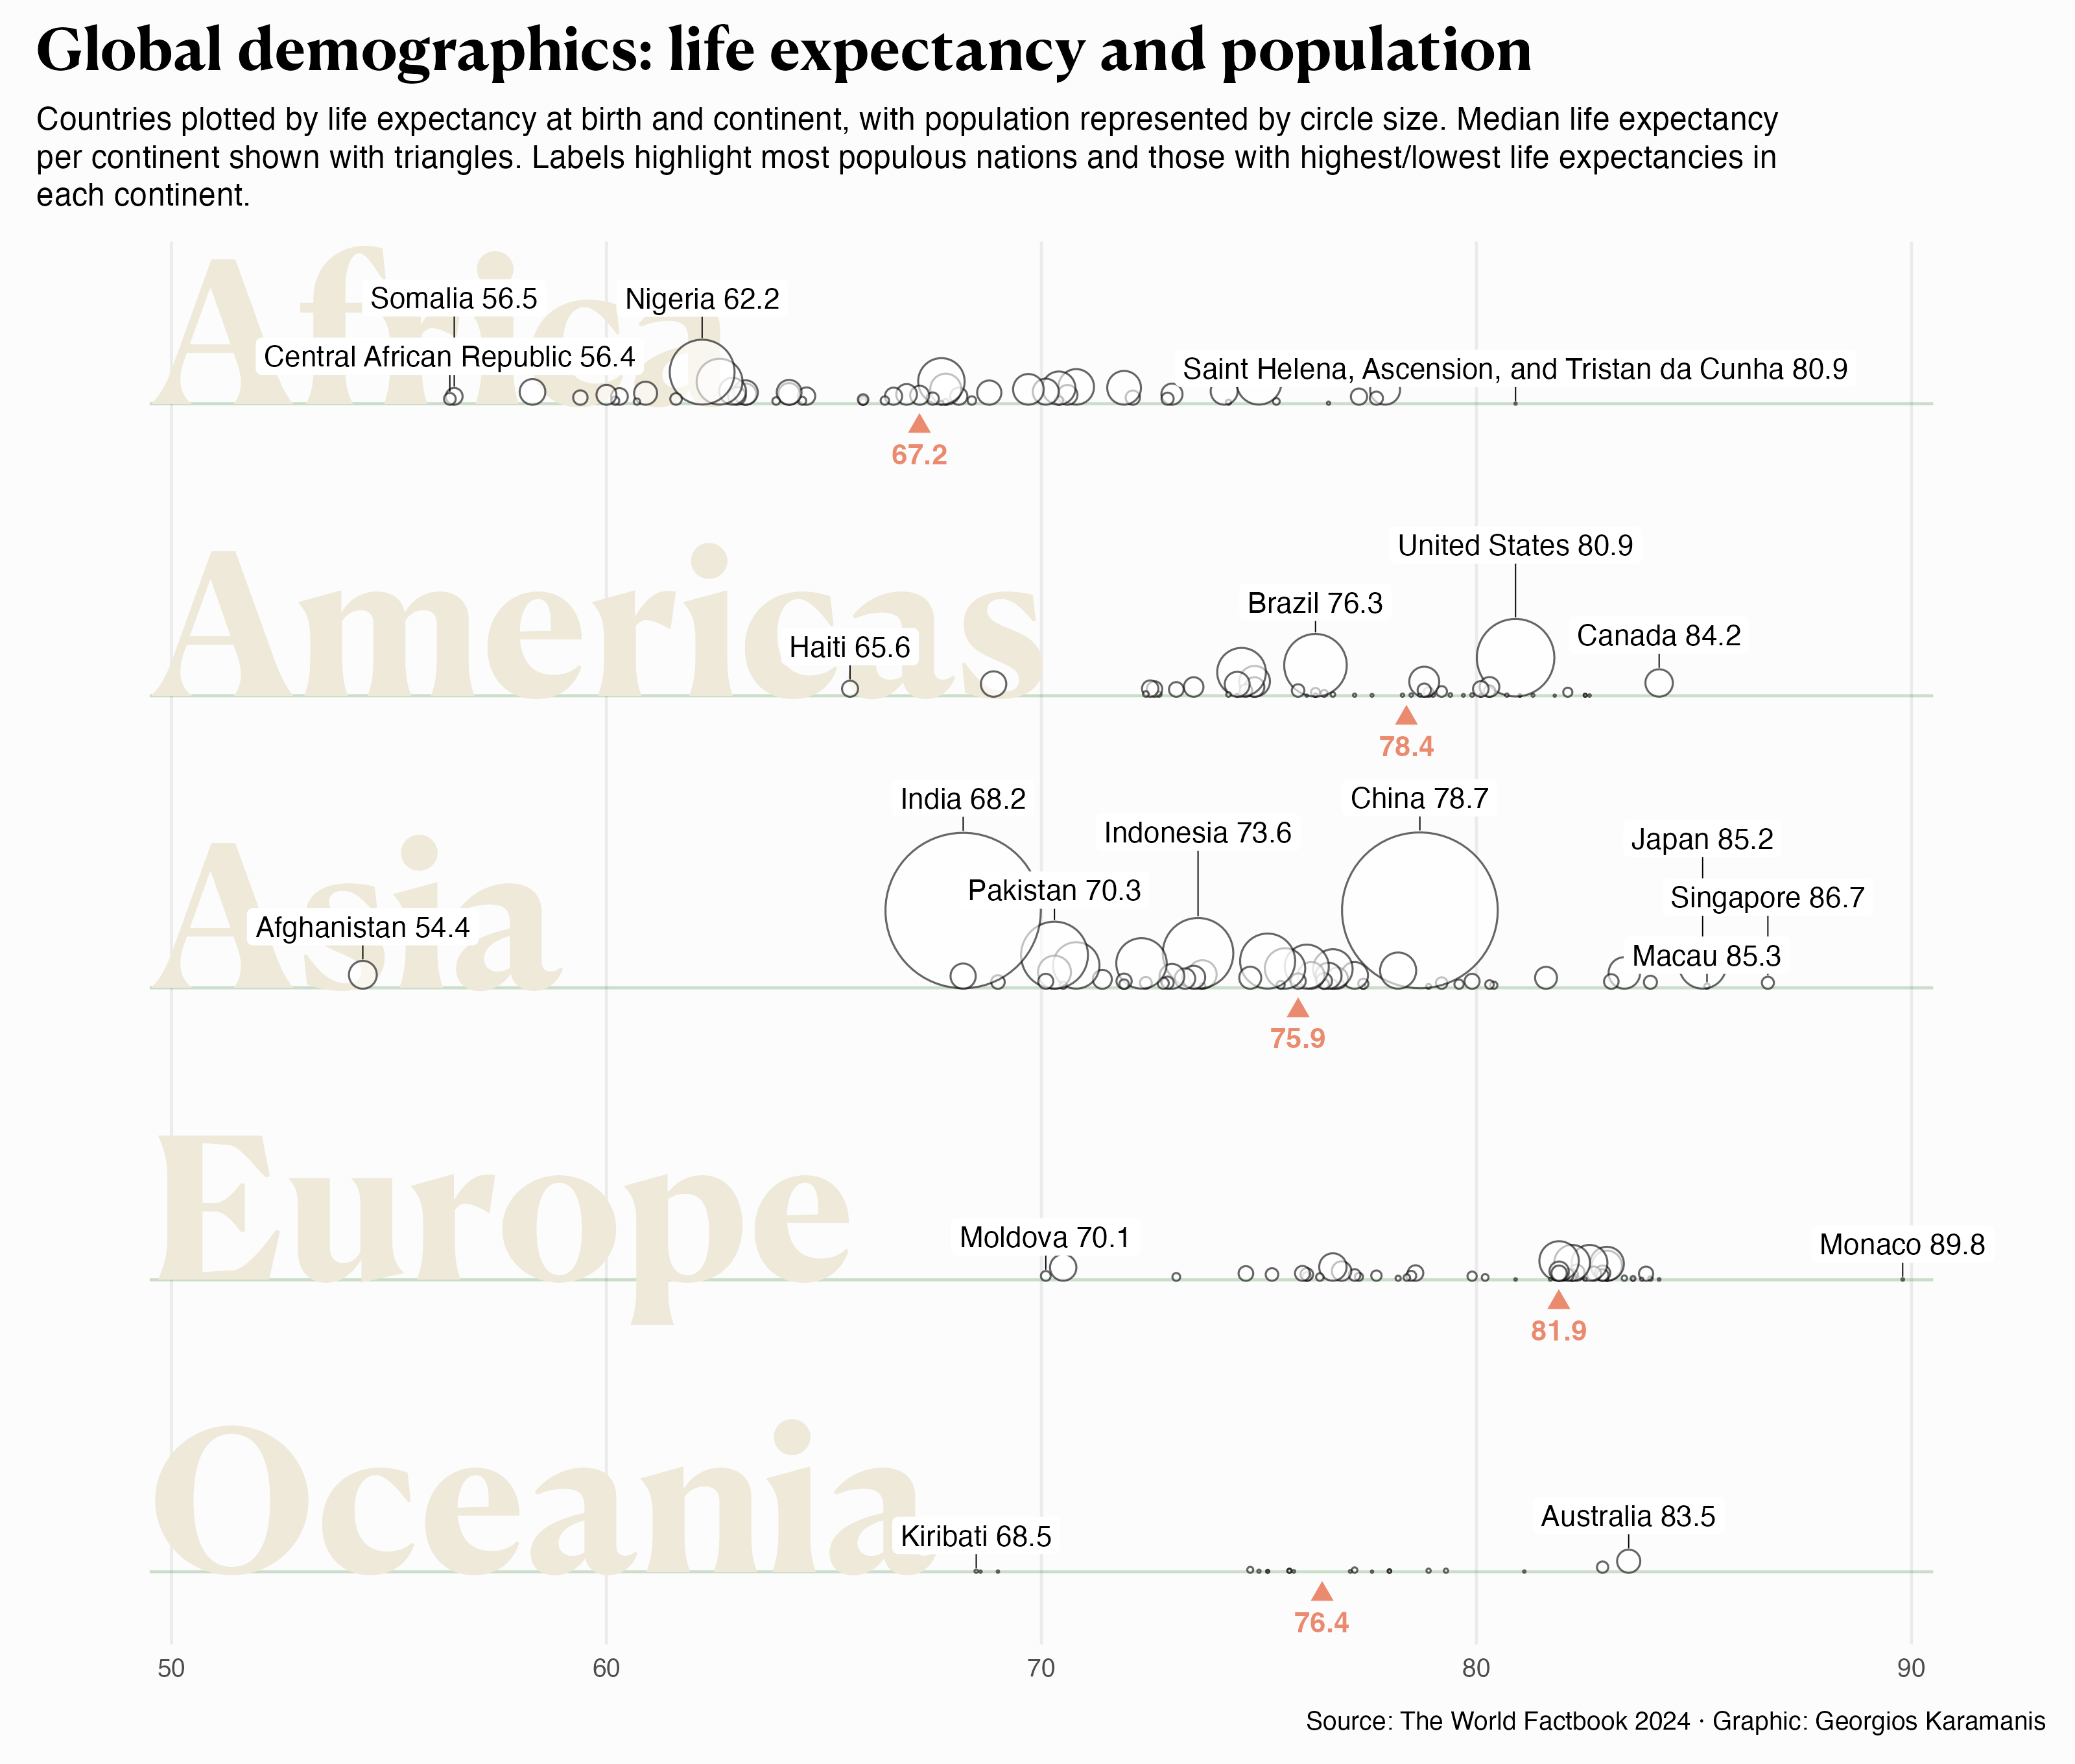 Global demographics: life expectancy and population
Countries plotted by life expectancy at birth and continent, with population represented by circle size. Median life expectancy
per continent shown with triangles. Labels highlight most populous nations and those with highest/lowest life expectancies in
each continent.
Africa
Somalia 56.5
Nigeria 62.2
Central African Republic 56.4
Saint Helena, Ascension, and Tristan da Cunha 80.9
67.2
Americas
United States 80.9
Brazil 76.3
Canada 84.2
Haiti 65.6
78.4
Asia
India 68.2
China 78.7
Indonesia 73.6
Japan 85.2
Pakistan 70.3
Singapore 86.7
Afghanistan 54.4
Macau 85.3
75.9
Europe
Moldova 70.1
Monaco 89.8
81.9
Oceania
Kiribati 68.5
Australia 83.5
76.4
50 60 70 80 90
Source: The World Factbook 2024 · Graphic: Georgios Karamanis